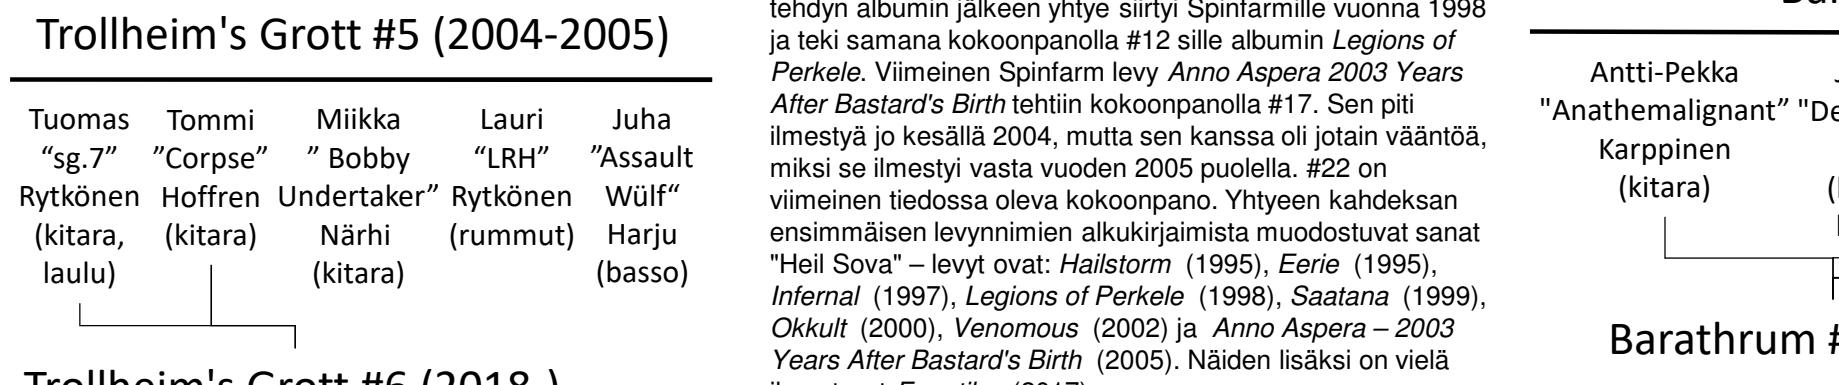 Trollheim's Grott #5 (2004-2005)
Tuomas
“sg.7”
Rytkönen
(kitara,
laulu)
Tommi
”Corpse”
Hoffren
(kitara)
Miikka
” Bobby
Undertaker”
Närhi
(kitara)
Lauri
“LRH”
Rytkönen
(rummut)
Juha
”Assault
Wülf“
Harju
(basso)
Trollheim's Grott #6 (2018-)
tehdyn albumin jälkeen yhtye siirtyi Spinfarmille vuonna 1998
ja teki samana kokoonpanolla #12 sille albumin Legions of
Perkele. Viimeinen Spinfarm levy Anno Aspera 2003 Years
After Bastard's Birth tehtiin kokoonpanolla #17. Sen piti
ilmestyä jo kesällä 2004, mutta sen kanssa oli jotain vääntöä,
miksi se ilmestyi vasta vuoden 2005 puolella. #22 on
viimeinen tiedossa oleva kokoonpano. Yhtyeen kahdeksan
ensimmäisen levynnimien alkukirjaimista muodostuvat sanat
"Heil Sova" – levyt ovat: Hailstorm (1995), Eerie (1995),
Infernal (1997), Legions of Perkele (1998), Saatana (1999),
Okkult (2000), Venomous (2002) ja Anno Aspera – 2003
Years After Bastard's Birth (2005). Näiden lisäksi on vielä
Antti-Pekka
"Anathemalignant”
Karppinen
(kitara)
"De
Barathrum #